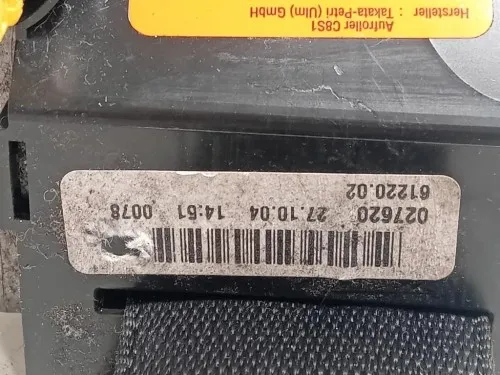 Aufroller C8S1
Hersteller : Takata-Petri (Ulm) GmbH
61220.02
027620 27.10.04 14:51 0078